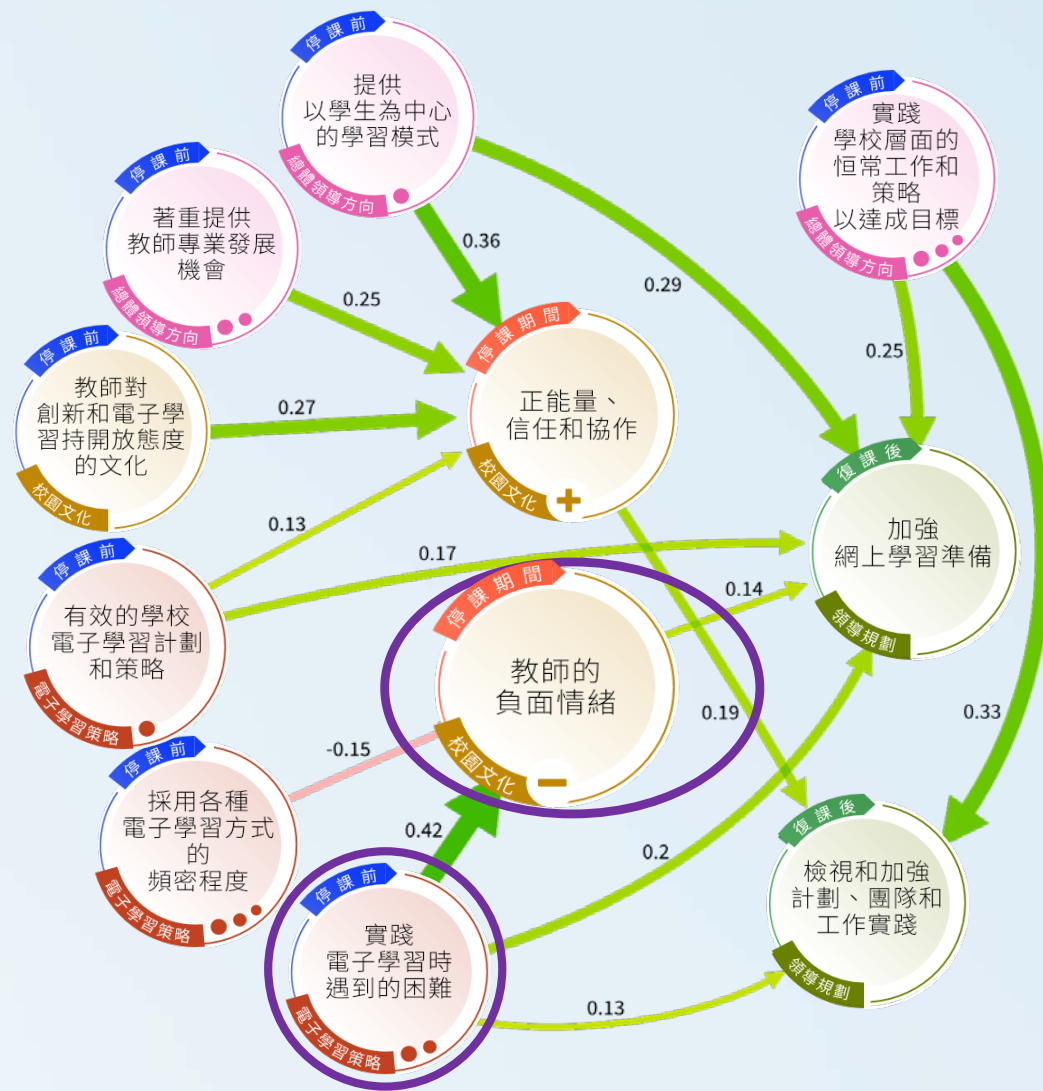 停課前
提供
以學生為中心
的學習模式
總體領導方向
停課前
實踐
學校層面的
恒常工作和
策略
以達成目標
總體領導方向
停課前
著重提供
教師專業發展
機會
總體領導方向
0.36
0.29
0.25
0.25
停課前
教師對
創新和電子學
習持開放態度
的文化
校園文化
0.27
停課期間
正能量、
信任和協作
校園文化
+
復課後
加強
網上學習準備
領導規劃
0.13
0.17
0.14
停課前
有效的學校
電子學習計劃
和策略
電子學習策略
停課期間
教師的
負面情緒
校園文化
−
0.19
0.33
-0.15
停課前
採用各種
電子學習方式
的
頻密程度
電子學習策略
0.42
0.2
復課後
檢視和加強
計劃、團隊和
工作實踐
領導規劃
停課前
實踐
電子學習時
遇到的困難
電子學習策略
0.13